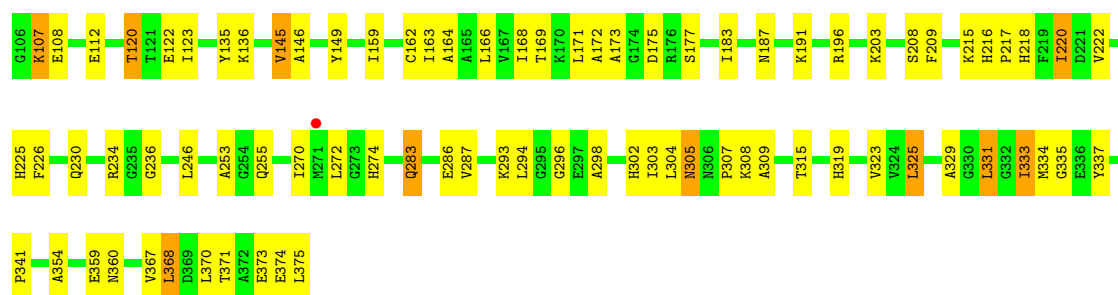 G106 K107 E108 E112 T120 T121 E122 I123 Y135 K136 V145 A146 Y149 I159 C162 I163 A164 A165 L166 V167 I168 T169 K170 L171 A172 A173 G174 D175 R176 S177 I183 N187 K191 R196 K203 S208 F209 K215 H216 P217 H218 F219 I220 D221 V222
H225 F226 Q230 R234 G235 G236 L246 A253 G254 Q255 I270 M271 L272 G273 H274 Q283 E286 V287 K293 L294 G295 G296 E297 A298 H302 I303 L304 N305 N306 P307 K308 A309 T315 H319 V323 V324 L325 A329 G330 L331 G332 I333 M334 G335 E336 Y337
P341 A354 E359 N360 V367 L368 D369 L370 T371 A372 E373 E374 L375